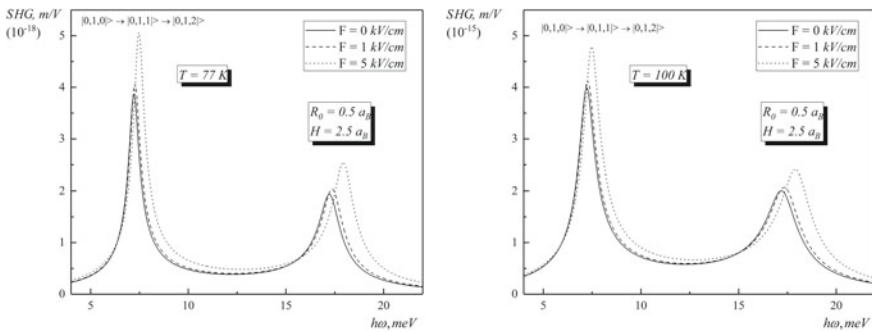 SHG, m/V
(10⁻¹⁸)
|0,1,0> → |0,1,1> → |0,1,2>
F = 0 kV/cm
F = 1 kV/cm
F = 5 kV/cm
T = 77 K
R₀ = 0.5 a_B
H = 2.5 a_B
5
4
3
2
1
0
5
10
15
20
hω, meV
SHG, m/V
(10⁻¹⁵)
|0,1,0> → |0,1,1> → |0,1,2>
F = 0 kV/cm
F = 1 kV/cm
F = 5 kV/cm
T = 100 K
R₀ = 0.5 a_B
H = 2.5 a_B
5
4
3
2
1
0
5
10
15
20
hω, meV